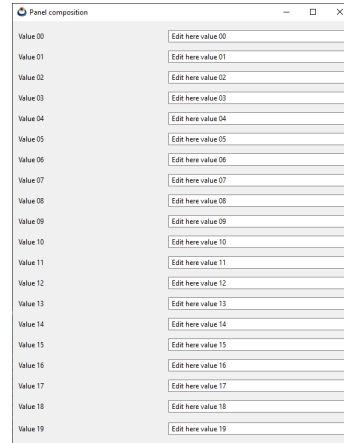 Panel composition
Value 00 Edit here value 00
Value 01 Edit here value 01
Value 02 Edit here value 02
Value 03 Edit here value 03
Value 04 Edit here value 04
Value 05 Edit here value 05
Value 06 Edit here value 06
Value 07 Edit here value 07
Value 08 Edit here value 08
Value 09 Edit here value 09
Value 10 Edit here value 10
Value 11 Edit here value 11
Value 12 Edit here value 12
Value 13 Edit here value 13
Value 14 Edit here value 14
Value 15 Edit here value 15
Value 16 Edit here value 16
Value 17 Edit here value 17
Value 18 Edit here value 18
Value 19 Edit here value 19